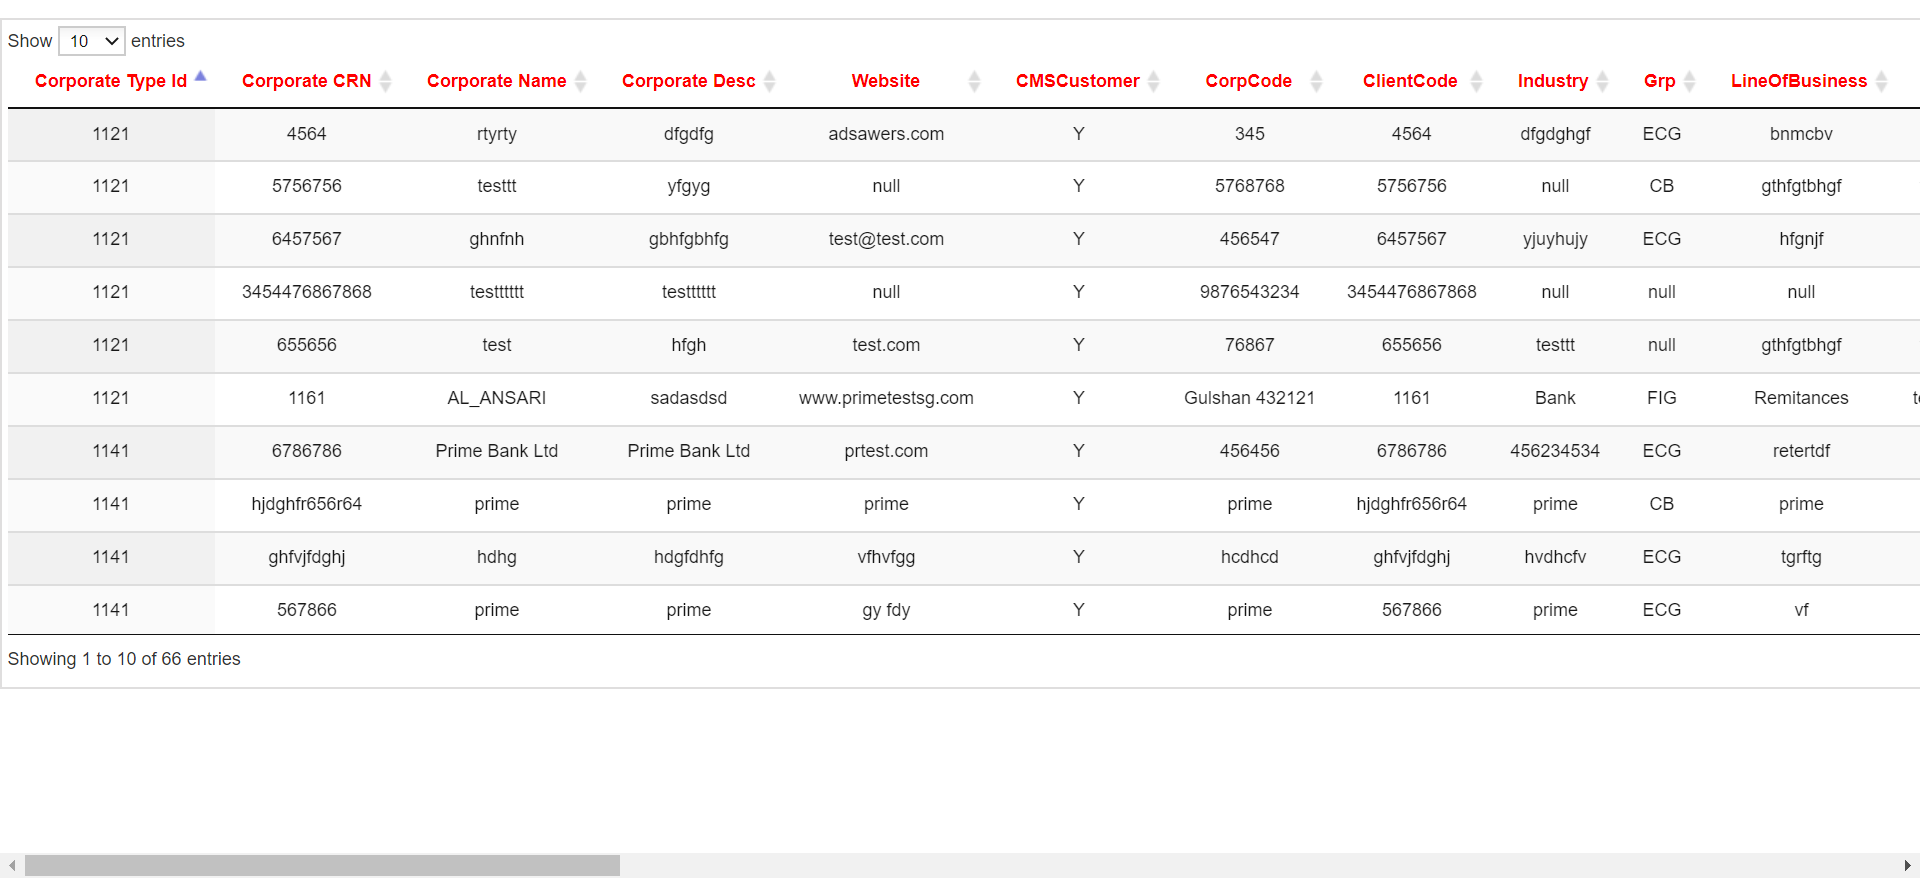 Show 10 entries
Corporate Type Id Corporate CRN Corporate Name Corporate Desc Website CMSCustomer CorpCode ClientCode Industry Grp LineOfBusiness
1121 4564 rtyrty dfgdfg adsawers.com Y 345 4564 dfgdghgf ECG bnmcbv
1121 5756756 testtt yfgyg null Y 5768768 5756756 null CB gthfgtbhgf
1121 6457567 ghnfnh gbhfgbhfg test@test.com Y 456547 6457567 yjuyhujy ECG hfgnjf
1121 3454476867868 testttttt testttttt null Y 9876543234 3454476867868 null null null
1121 655656 test hfgh test.com Y 76867 655656 testtt null gthfgtbhgf
1121 1161 AL_ANSARI sadasdsd www.primetestsg.com Y Gulshan 432121 1161 Bank FIG Remitances
1141 6786786 Prime Bank Ltd Prime Bank Ltd prtest.com Y 456456 6786786 456234534 ECG retertdf
1141 hjdghfr656r64 prime prime prime Y prime hjdghfr656r64 prime CB prime
1141 ghfvjfdghj hdhg hdgfdhfg vfhvfgg Y hcdhcd ghfvjfdghj hvdhcfv ECG tgrftg
1141 567866 prime prime gy fdy Y prime 567866 prime ECG vf
Showing 1 to 10 of 66 entries